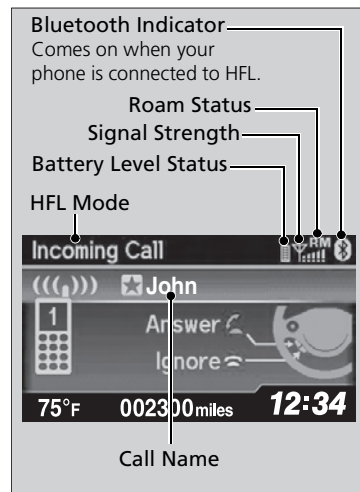 Bluetooth Indicator
Comes on when your
phone is connected to HFL.
Roam Status
Signal Strength
Battery Level Status
HFL Mode
Incoming Call RM
John
1
Answer
Ignore
75°F 002300 miles 12:34
Call Name